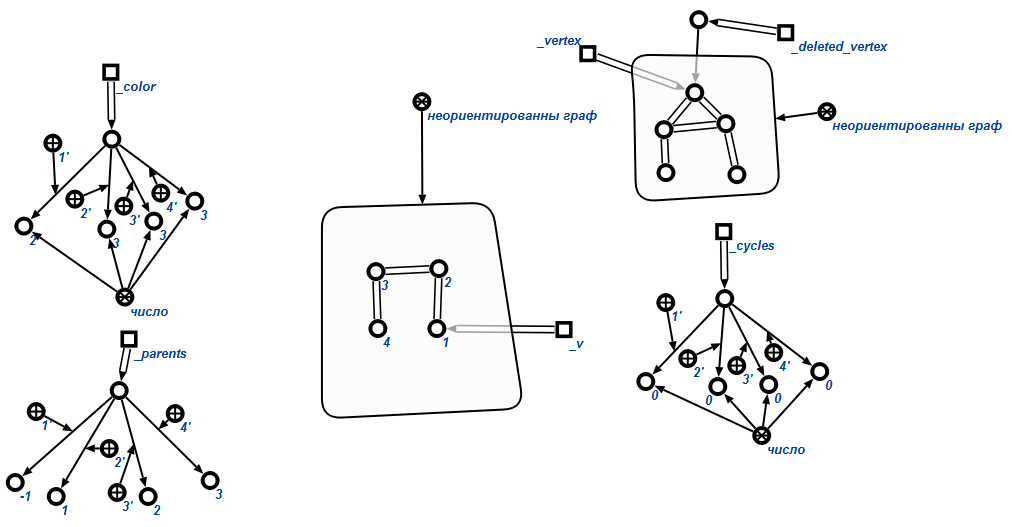 _color
1'
2'
3'
4'
2
3
3
3
число
_parents
1'
2'
3'
4'
-1
1
2
3
неориентированны граф
3
2
4
1
_v
_vertex
_deleted_vertex
неориентированны граф
_cycles
1'
2'
3'
4'
0
0
0
0
число